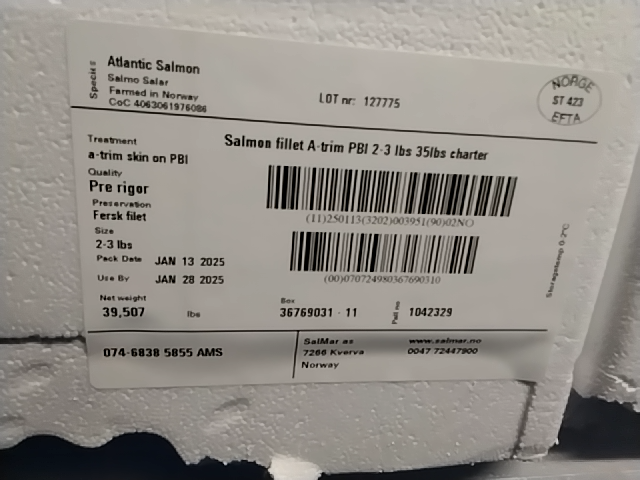 Species
Atlantic Salmon
Salmo Salar
Farmed in Norway
CoC 4063061976086
LOT nr: 127775
NORGE
ST 423
EFTA
Treatment
a-trim skin on PBI
Salmon fillet A-trim PBI 2-3 lbs 35lbs charter
Quality
Pre rigor
Preservation
Fersk filet
(11)250113(3202)003951(90)02NO
Size
2-3 lbs
Pack Date JAN 13 2025
Use By JAN 28 2025
(00)070724980367690310
Storagetemp 0-2°C
Net weight
39,507 lbs
Box
36769031 - 11
Pall no 1042329
074-6838 5855 AMS
SalMar as
7266 Kverva
Norway
www.salmar.no
0047 72447900